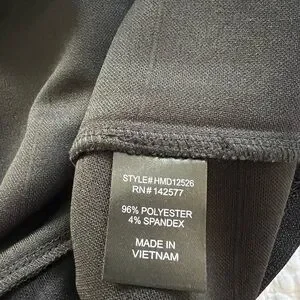 STYLE# HMD12526
RN# 142577
96% POLYESTER
4% SPANDEX
MADE IN
VIETNAM